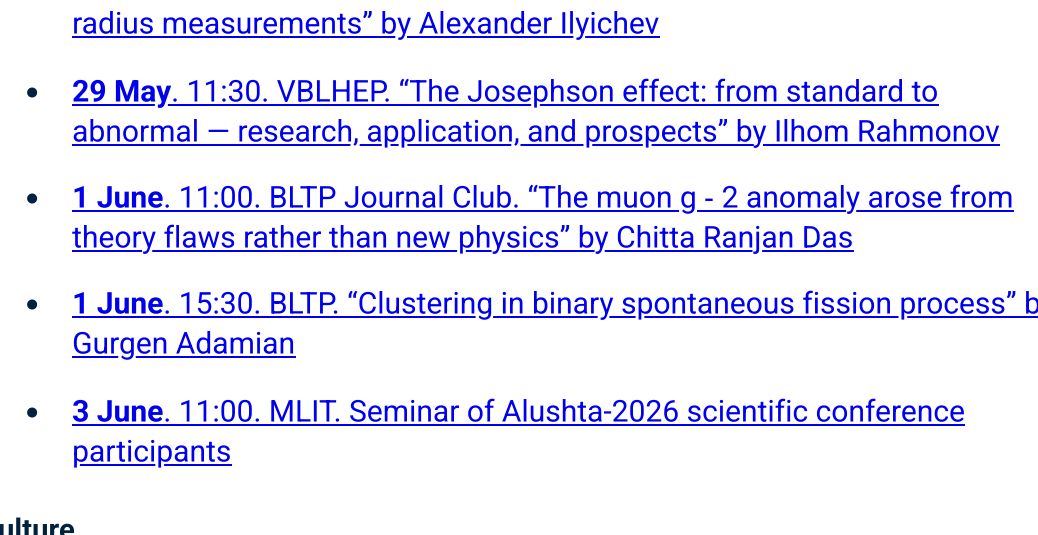 radius measurements” by Alexander Ilyichev
29 May. 11:30. VBLHEP. “The Josephson effect: from standard to
abnormal — research, application, and prospects” by Ilhom Rahmonov
1 June. 11:00. BLTP Journal Club. “The muon g - 2 anomaly arose from
theory flaws rather than new physics” by Chitta Ranjan Das
1 June. 15:30. BLTP. “Clustering in binary spontaneous fission process”
Gurgen Adamian
3 June. 11:00. MLIT. Seminar of Alushta-2026 scientific conference
participants